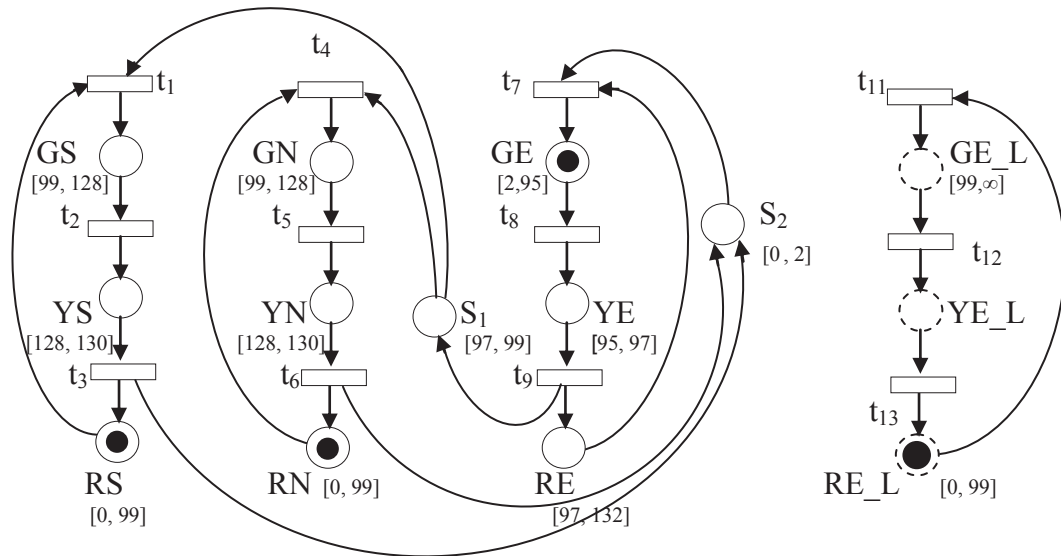 t4
t1
t7
t11
GS
[99, 128]
GN
[99, 128]
GE
[2,95]
GE_L
[99,∞]
t2
t5
t8
S2
[0, 2]
t12
YS
[128, 130]
YN
[128, 130]
S1
[97, 99]
YE
[95, 97]
YE_L
t3
t6
t9
t13
RS
[0, 99]
RN
[0, 99]
RE
[97, 132]
RE_L
[0, 99]